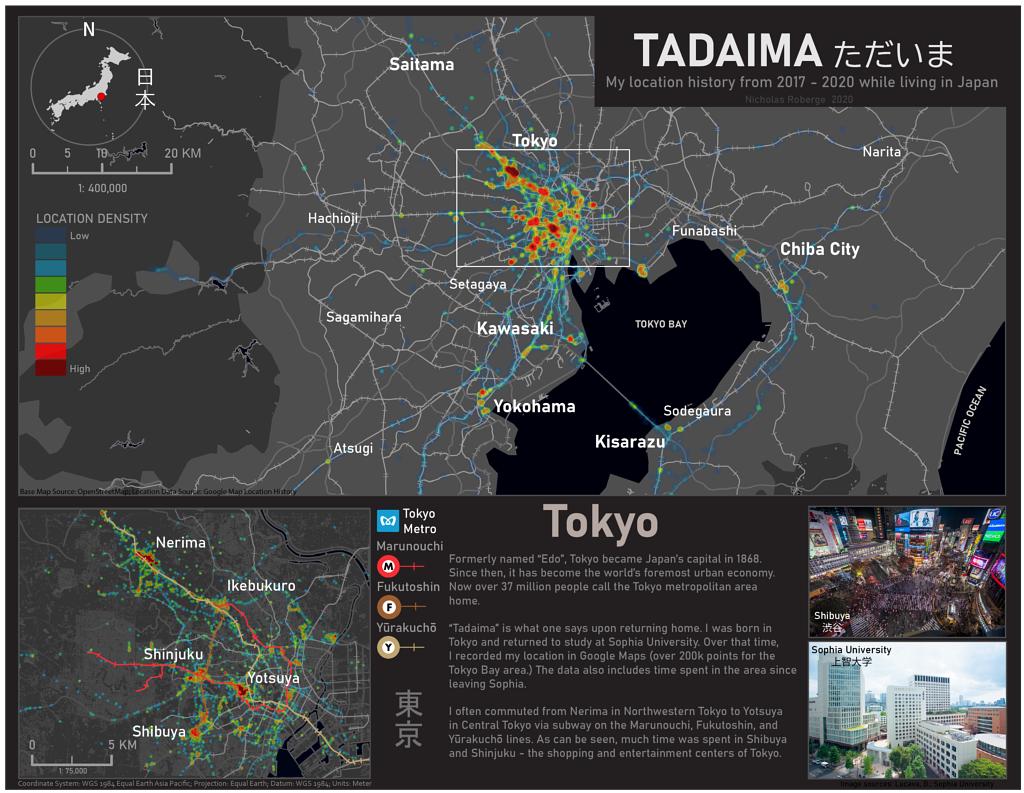 TADAIMA ただいま
My location history from 2017 - 2020 while living in Japan
Nicholas Roberge 2020
N
日本
0 5 10 20 KM
1: 400,000
LOCATION DENSITY
Low
High
Saitama
Tokyo
Narita
Hachioji
Funabashi
Chiba City
Setagaya
Sagamihara
TOKYO BAY
Kawasaki
Yokohama
Sodegaura
Kisarazu
Atsugi
PACIFIC OCEAN
Base Map Source: OpenStreetMap; Location Data Source: Google Map Location History
Nerima
Ikebukuro
Shinjuku
Yotsuya
Shibuya
0 5 KM
1: 75,000
Coordinate System: WGS 1984 Equal Earth Asia Pacific; Projection: Equal Earth; Datum: WGS 1984; Units: Meter
Tokyo
Metro
Marunouchi
M
Fukutoshin
F
Yūrakuchō
Y
東京
Tokyo
Formerly named “Edo”, Tokyo became Japan's capital in 1868.
Since then, it has become the world's foremost urban economy.
Now over 37 million people call the Tokyo metropolitan area
home.
“Tadaima” is what one says upon returning home. I was born in
Tokyo and returned to study at Sophia University. Over that time,
I recorded my location in Google Maps (over 200k points for the
Tokyo Bay area.) The data also includes time spent in the area since
leaving Sophia.
I often commuted from Nerima in Northwestern Tokyo to Yotsuya
in Central Tokyo via subway on the Marunouchi, Fukutoshin, and
Yūrakuchō lines. As can be seen, much time was spent in Shibuya
and Shinjuku - the shopping and entertainment centers of Tokyo.
Shibuya
渋谷
Sophia University
上智大学
Image Sources: Lecava, B., Sophia University